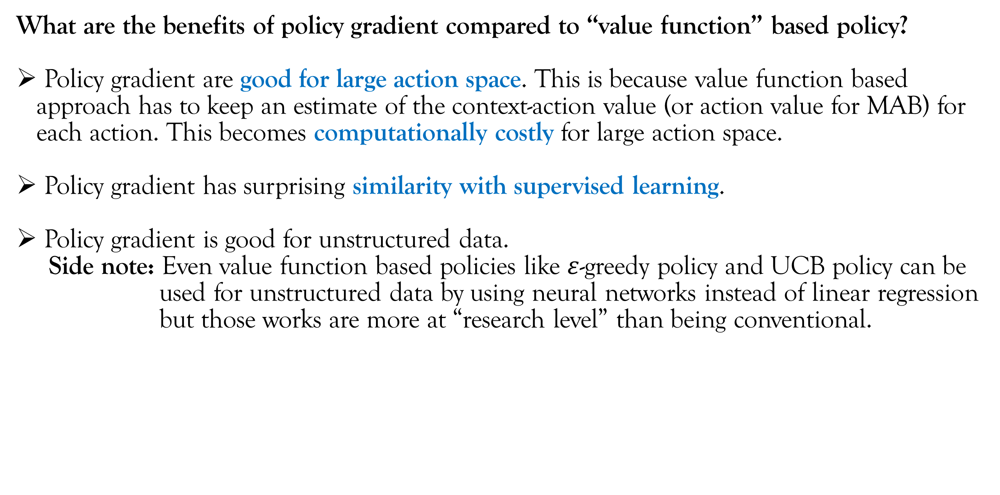 What are the benefits of policy gradient compared to “value function” based policy?
➢ Policy gradient are good for large action space. This is because value function based
approach has to keep an estimate of the context-action value (or action value for MAB) for
each action. This becomes computationally costly for large action space.
➢ Policy gradient has surprising similarity with supervised learning.
➢ Policy gradient is good for unstructured data.
Side note: Even value function based policies like ε-greedy policy and UCB policy can be
used for unstructured data by using neural networks instead of linear regression
but those works are more at “research level” than being conventional.